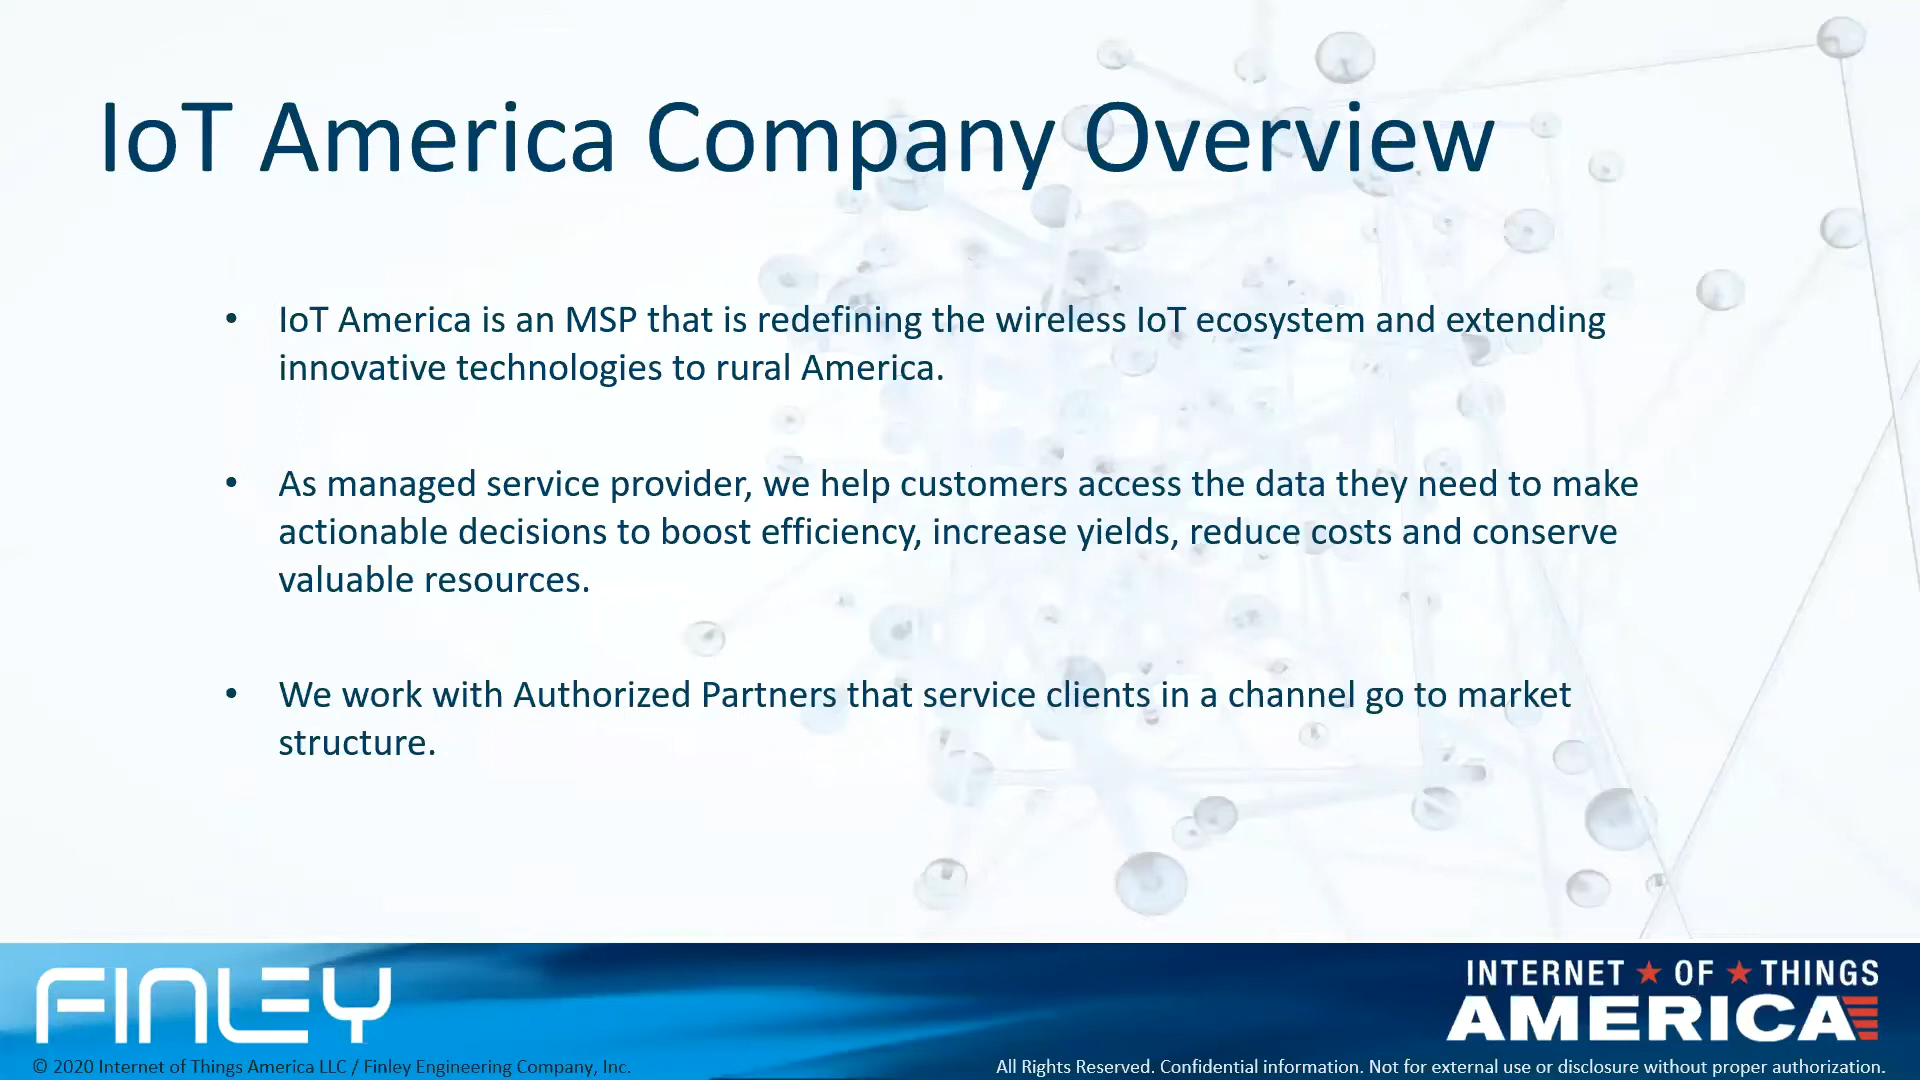 IoT America Company Overview
• IoT America is an MSP that is redefining the wireless IoT ecosystem and extending
innovative technologies to rural America.
• As managed service provider, we help customers access the data they need to make
actionable decisions to boost efficiency, increase yields, reduce costs and conserve
valuable resources.
• We work with Authorized Partners that service clients in a channel go to market
structure.
FINLEY
INTERNET ★ OF ★ THINGS
AMERICA
© 2020 Internet of Things America LLC / Finley Engineering Company, Inc.
All Rights Reserved. Confidential information. Not for external use or disclosure without proper authorization.